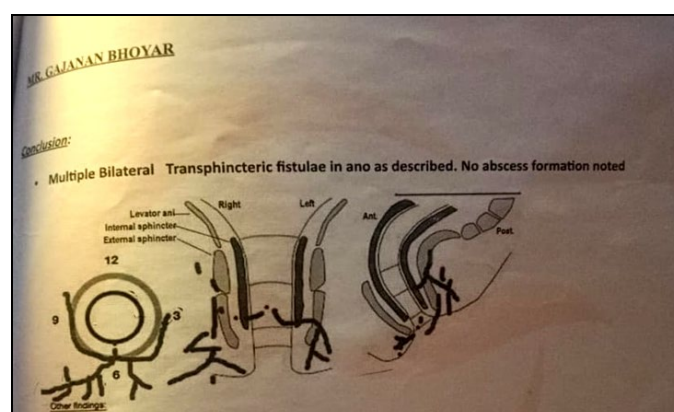 MR. GAJANAN BHOYAR
Conclusion:
• Multiple Bilateral Transphincteric fistulae in ano as described. No abscess formation noted
Right
Left
Levator ani
Internal sphincter
External sphincter
Ant.
Post.
12
9
3
6
Other findings: